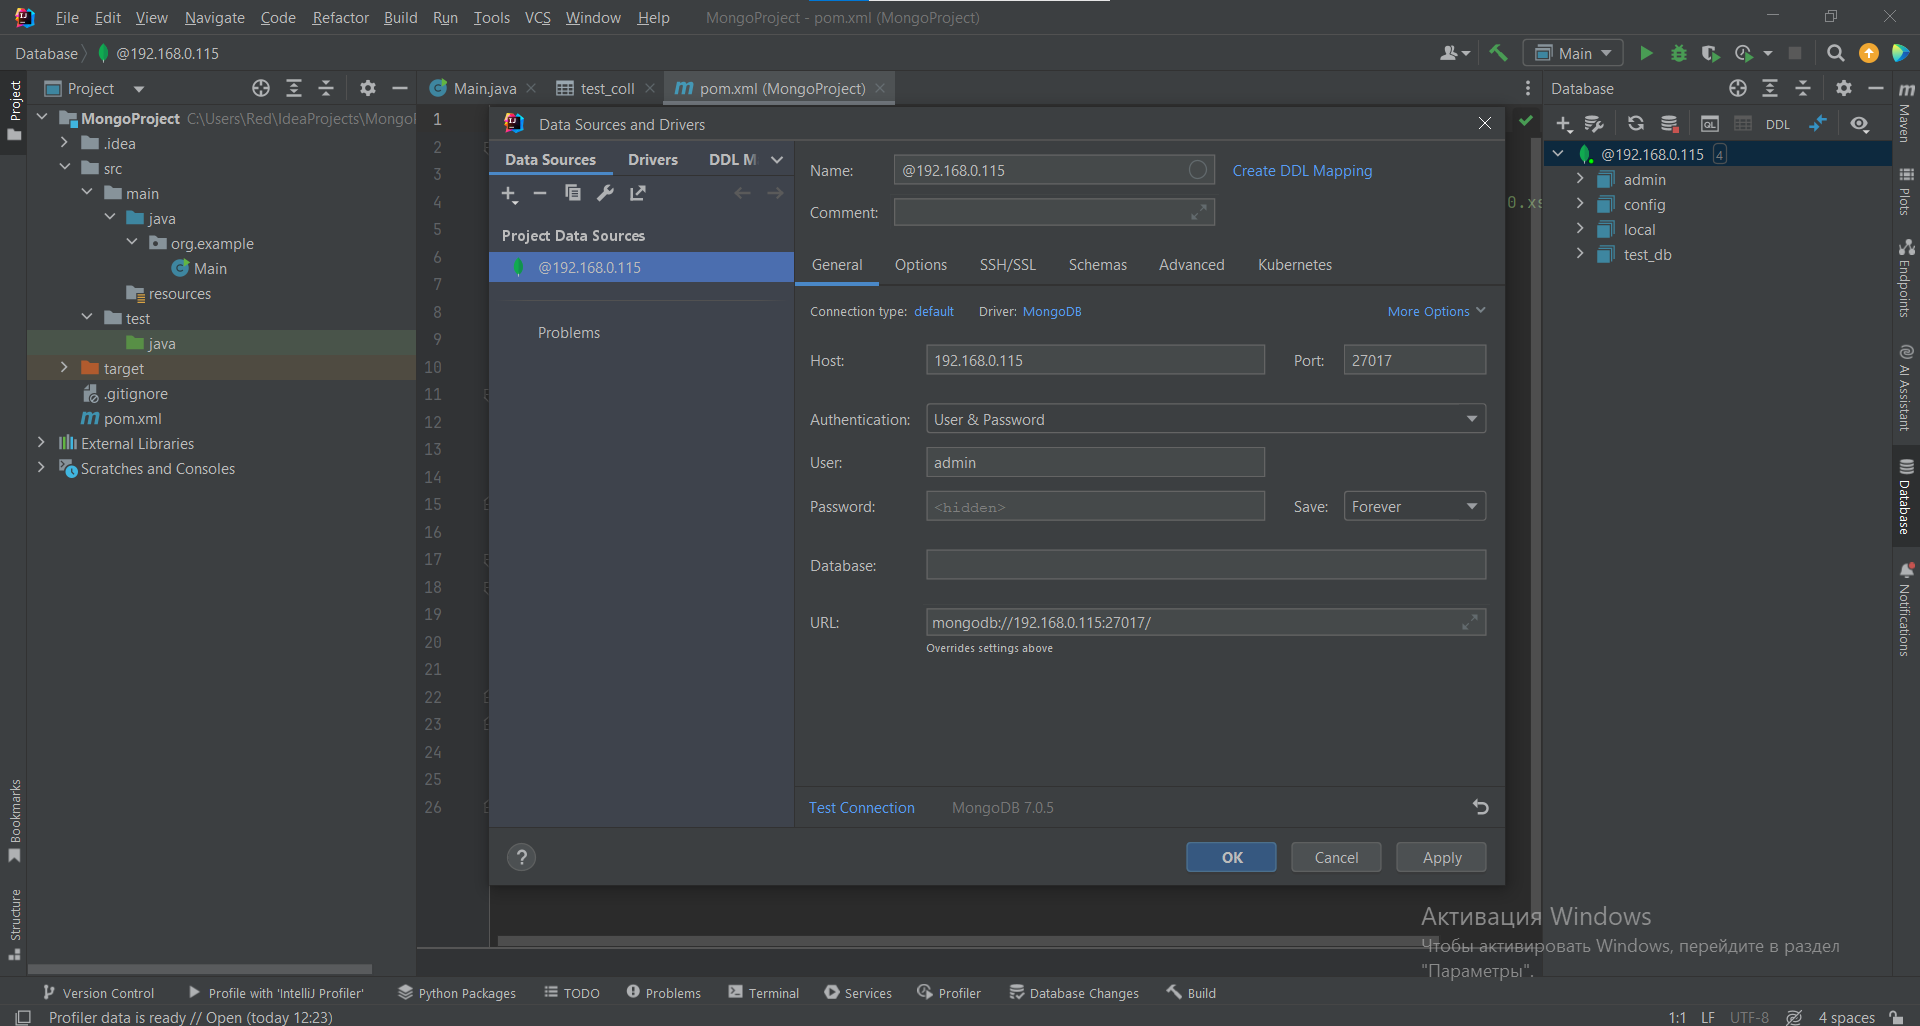 File Edit View Navigate Code Refactor Build Run Tools VCS Window Help MongoProject - pom.xml (MongoProject)
Database @192.168.0.115 Main
Project
Project
Bookmarks
Structure
MongoProject C:\Users\Red\IdeaProjects\Mongo
.idea
src
main
java
org.example
Main
resources
test
java
target
.gitignore
pom.xml
External Libraries
Scratches and Consoles
Main.java test_coll pom.xml (MongoProject)
1
2
3
4
5
6
7
8
9
10
11
12
13
14
15
16
17
18
19
20
21
22
23
24
25
26
0.xs
Data Sources and Drivers
Data Sources Drivers DDL M
Project Data Sources
@192.168.0.115
Problems
Name: @192.168.0.115 Create DDL Mapping
Comment:
General Options SSH/SSL Schemas Advanced Kubernetes
Connection type: default Driver: MongoDB More Options
Host: 192.168.0.115 Port: 27017
Authentication: User & Password
User: admin
Password: <hidden> Save: Forever
Database:
URL: mongodb://192.168.0.115:27017/
Overrides settings above
Test Connection MongoDB 7.0.5
? OK Cancel Apply
Database
QL DDL
@192.168.0.115 4
admin
config
local
test_db
Maven
Plots
Endpoints
AI Assistant
Database
Notifications
Активация Windows
Чтобы активировать Windows, перейдите в раздел
"Параметры".
Version Control Profile with 'IntelliJ Profiler' Python Packages TODO Problems Terminal Services Profiler Database Changes Build
Profiler data is ready // Open (today 12:23) 1:1 LF UTF-8 4 spaces